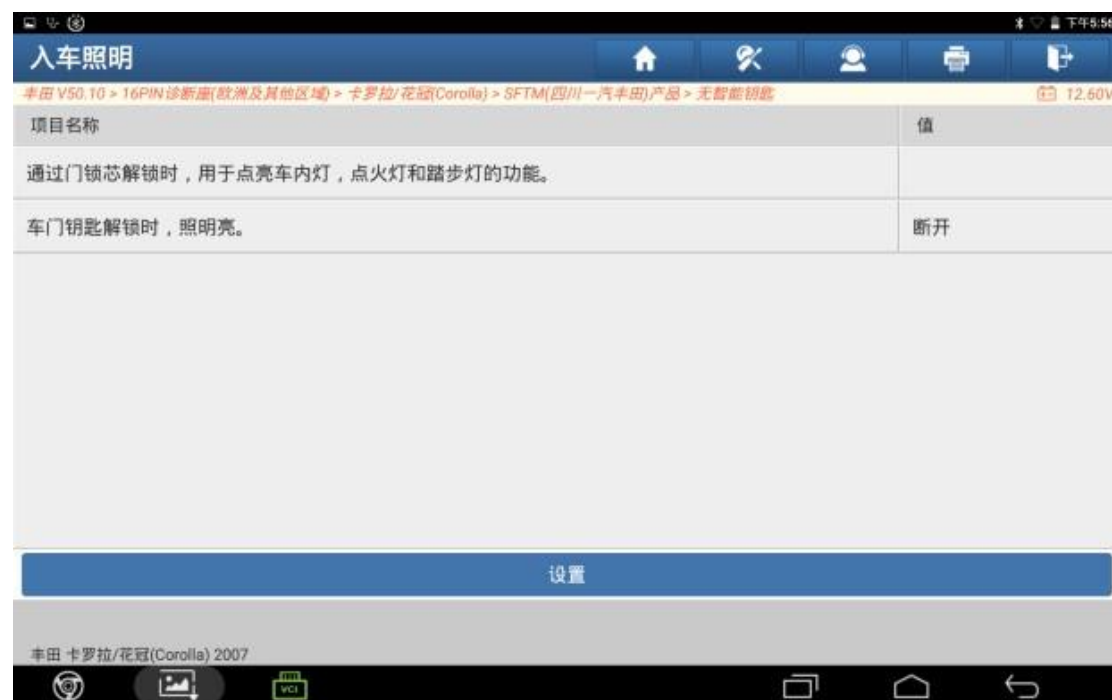 下午5:56
入车照明
丰田 V50.10 > 16PIN诊断座(欧洲及其他区域) > 卡罗拉/花冠(Corolla) > SFTM(四川一汽丰田)产品 > 无智能钥匙
12.60V
项目名称 值
通过门锁芯解锁时，用于点亮车内灯，点火灯和踏步灯的功能。
车门钥匙解锁时，照明亮。 断开
设置
丰田 卡罗拉/花冠(Corolla) 2007
VCI